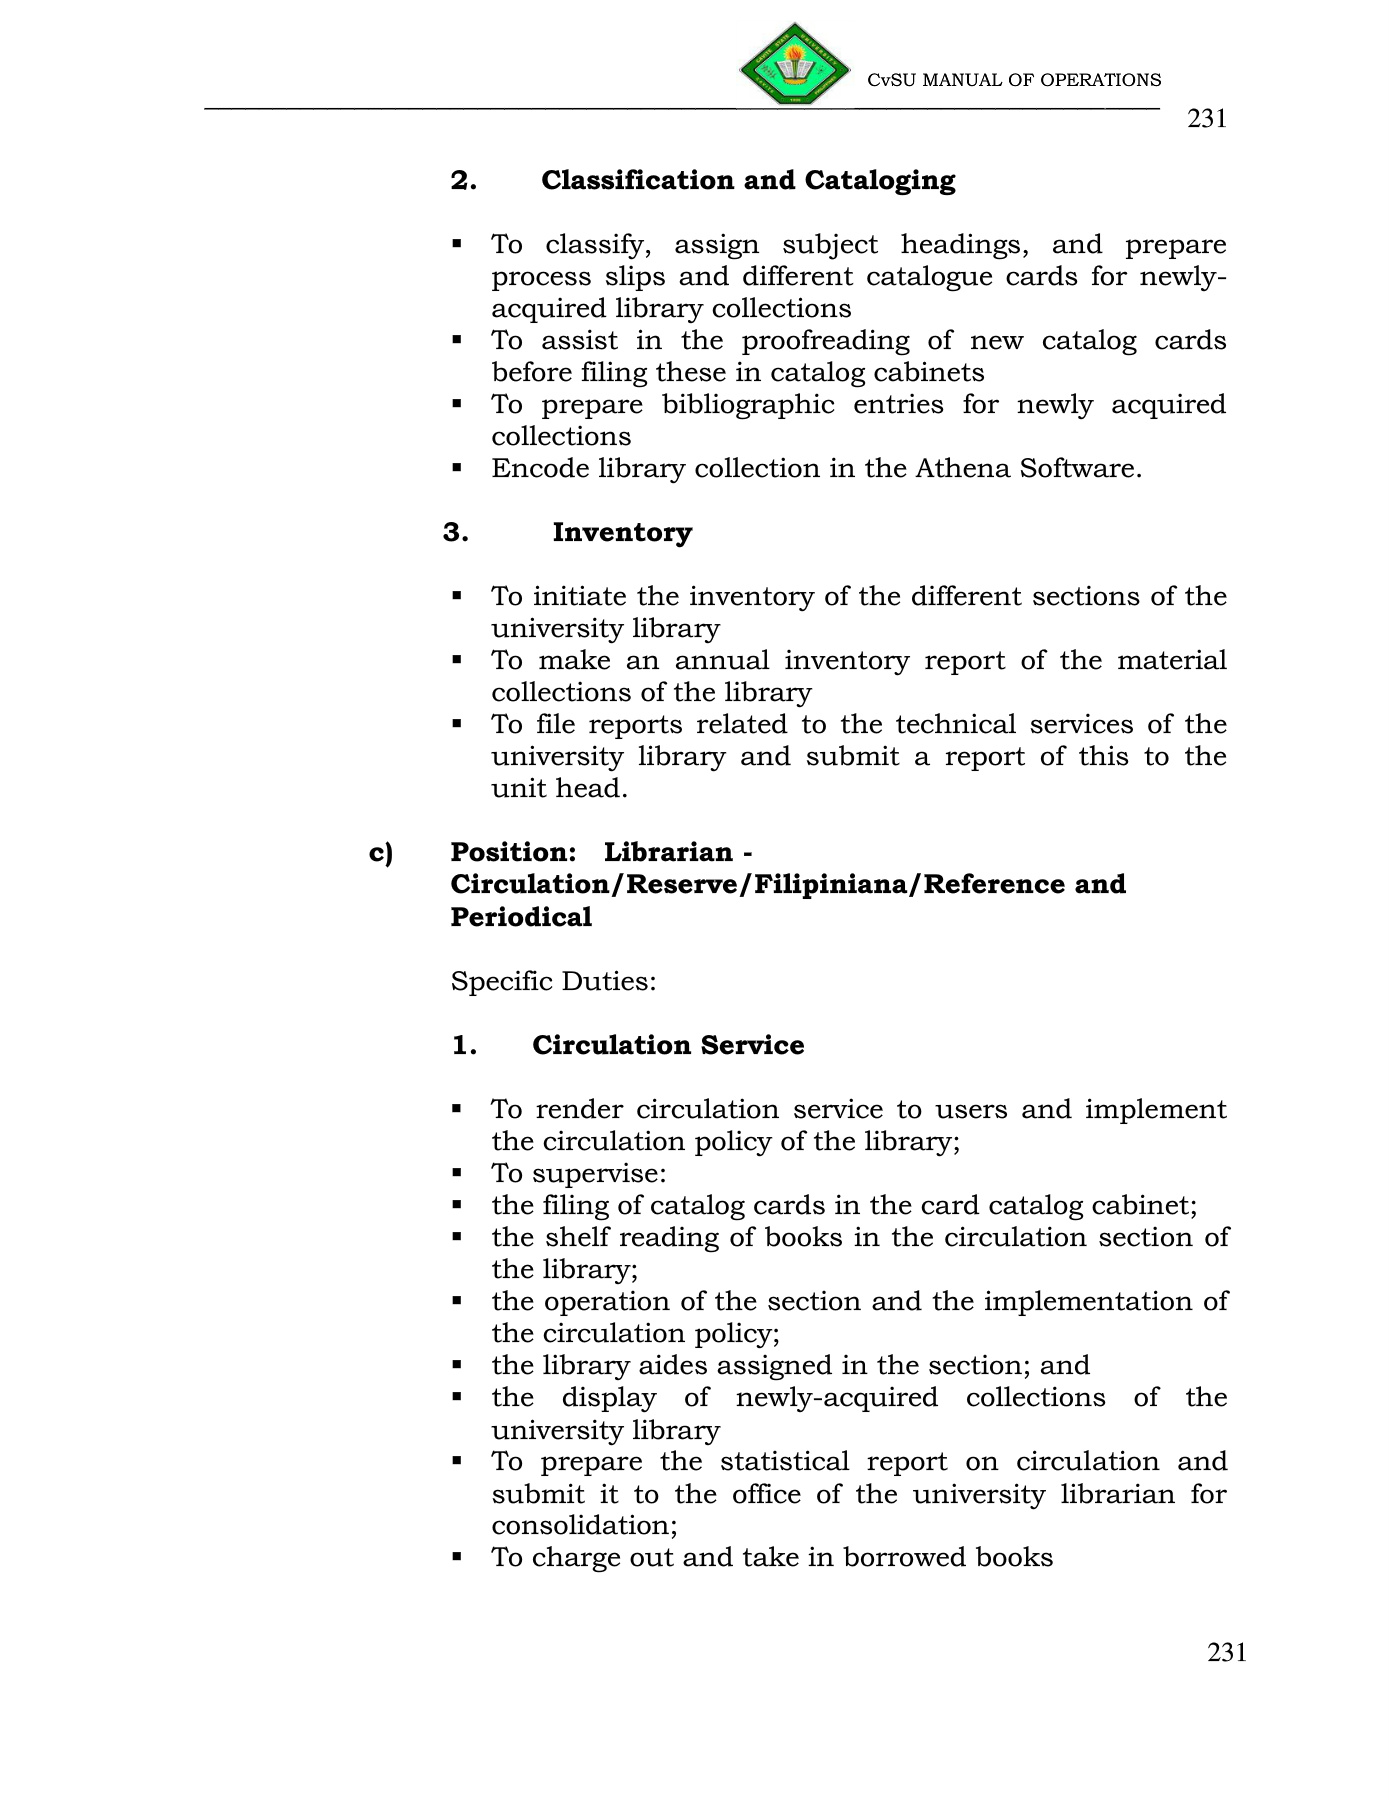 CvSU MANUAL OF OPERATIONS
231
2. Classification and Cataloging
▪ To classify, assign subject headings, and prepare
process slips and different catalogue cards for newly-
acquired library collections
▪ To assist in the proofreading of new catalog cards
before filing these in catalog cabinets
▪ To prepare bibliographic entries for newly acquired
collections
▪ Encode library collection in the Athena Software.
3. Inventory
▪ To initiate the inventory of the different sections of the
university library
▪ To make an annual inventory report of the material
collections of the library
▪ To file reports related to the technical services of the
university library and submit a report of this to the
unit head.
c) Position: Librarian -
Circulation/Reserve/Filipiniana/Reference and
Periodical
Specific Duties:
1. Circulation Service
▪ To render circulation service to users and implement
the circulation policy of the library;
▪ To supervise:
▪ the filing of catalog cards in the card catalog cabinet;
▪ the shelf reading of books in the circulation section of
the library;
▪ the operation of the section and the implementation of
the circulation policy;
▪ the library aides assigned in the section; and
▪ the display of newly-acquired collections of the
university library
▪ To prepare the statistical report on circulation and
submit it to the office of the university librarian for
consolidation;
▪ To charge out and take in borrowed books
231